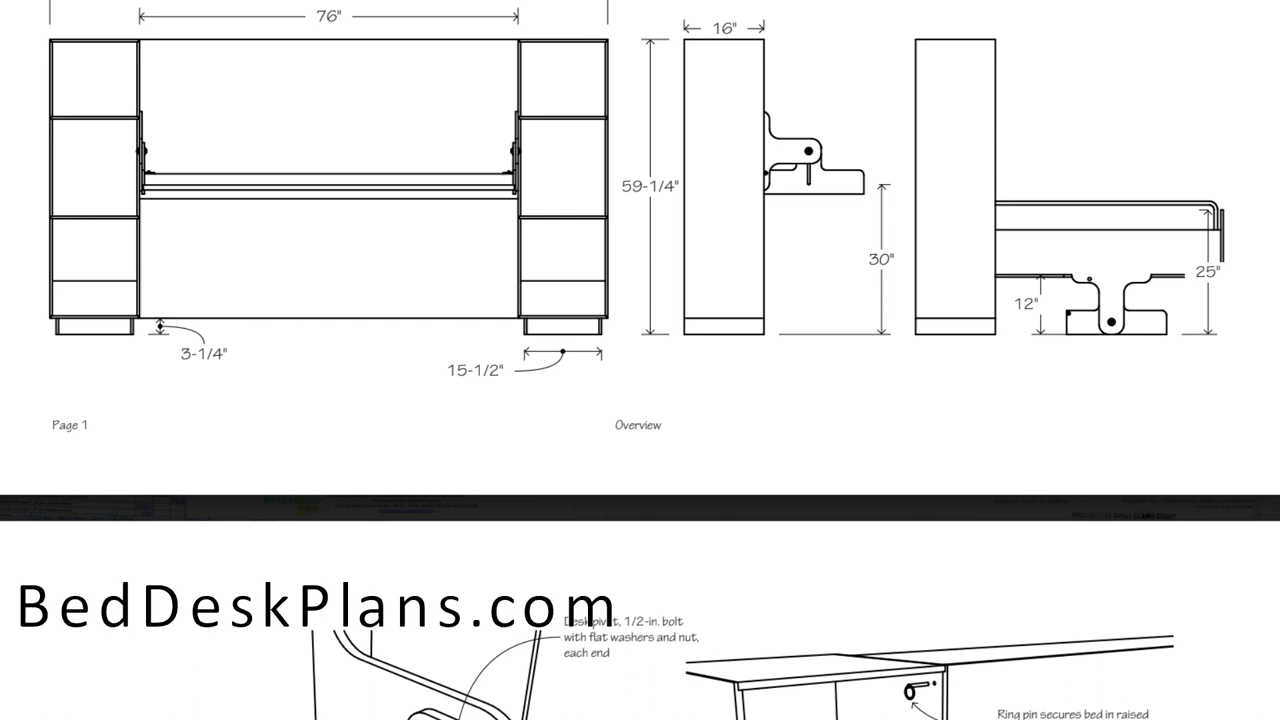 76"
16"
59-1/4"
30"
25"
12"
3-1/4"
15-1/2"
Page 1
Overview
BedDeskPlans.com
Desk pivot, 1/2-in. bolt
with flat washers and nut,
each end
Ring pin secures bed in raised